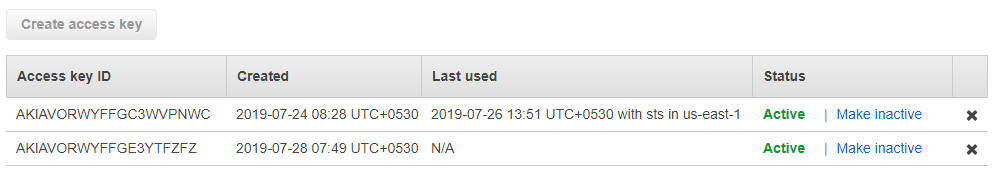 Create access key
Access key ID Created Last used Status
AKIAVORWYFFGC3WVPNWC 2019-07-24 08:28 UTC+0530 2019-07-26 13:51 UTC+0530 with sts in us-east-1 Active | Make inactive
AKIAVORWYFFGE3YTFZFZ 2019-07-28 07:49 UTC+0530 N/A Active | Make inactive